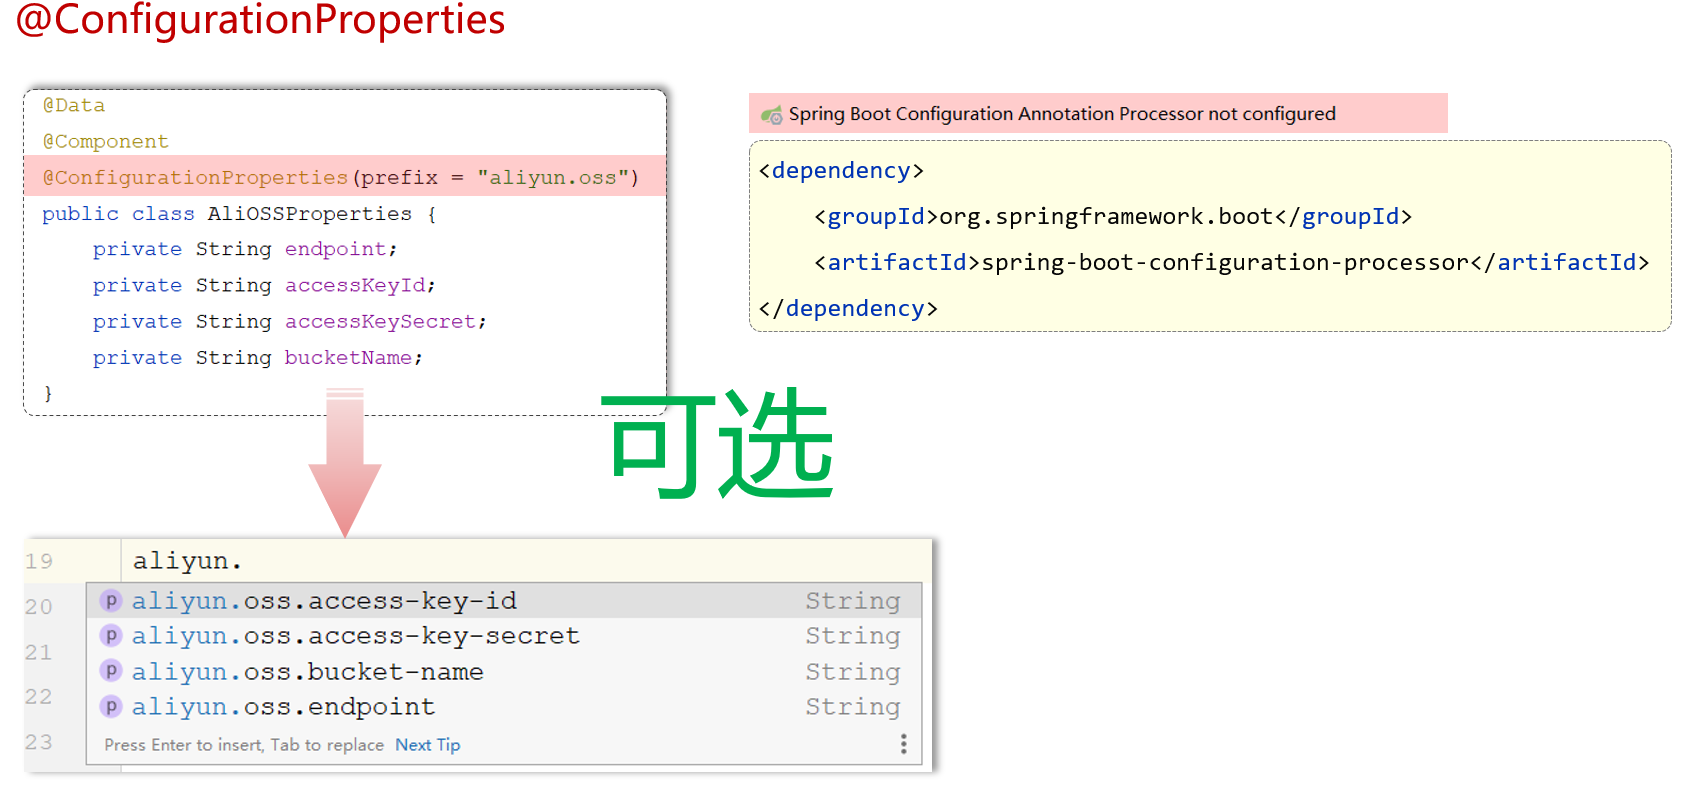 @ConfigurationProperties
@Data
@Component
@ConfigurationProperties(prefix = "aliyun.oss")
public class AliOSSProperties {
private String endpoint;
private String accessKeyId;
private String accessKeySecret;
private String bucketName;
}
Spring Boot Configuration Annotation Processor not configured
<dependency>
<groupId>org.springframework.boot</groupId>
<artifactId>spring-boot-configuration-processor</artifactId>
</dependency>
可选
19 aliyun.
20 p aliyun.oss.access-key-id String
p aliyun.oss.access-key-secret String
21 p aliyun.oss.bucket-name String
22 p aliyun.oss.endpoint String
23 Press Enter to insert, Tab to replace Next Tip